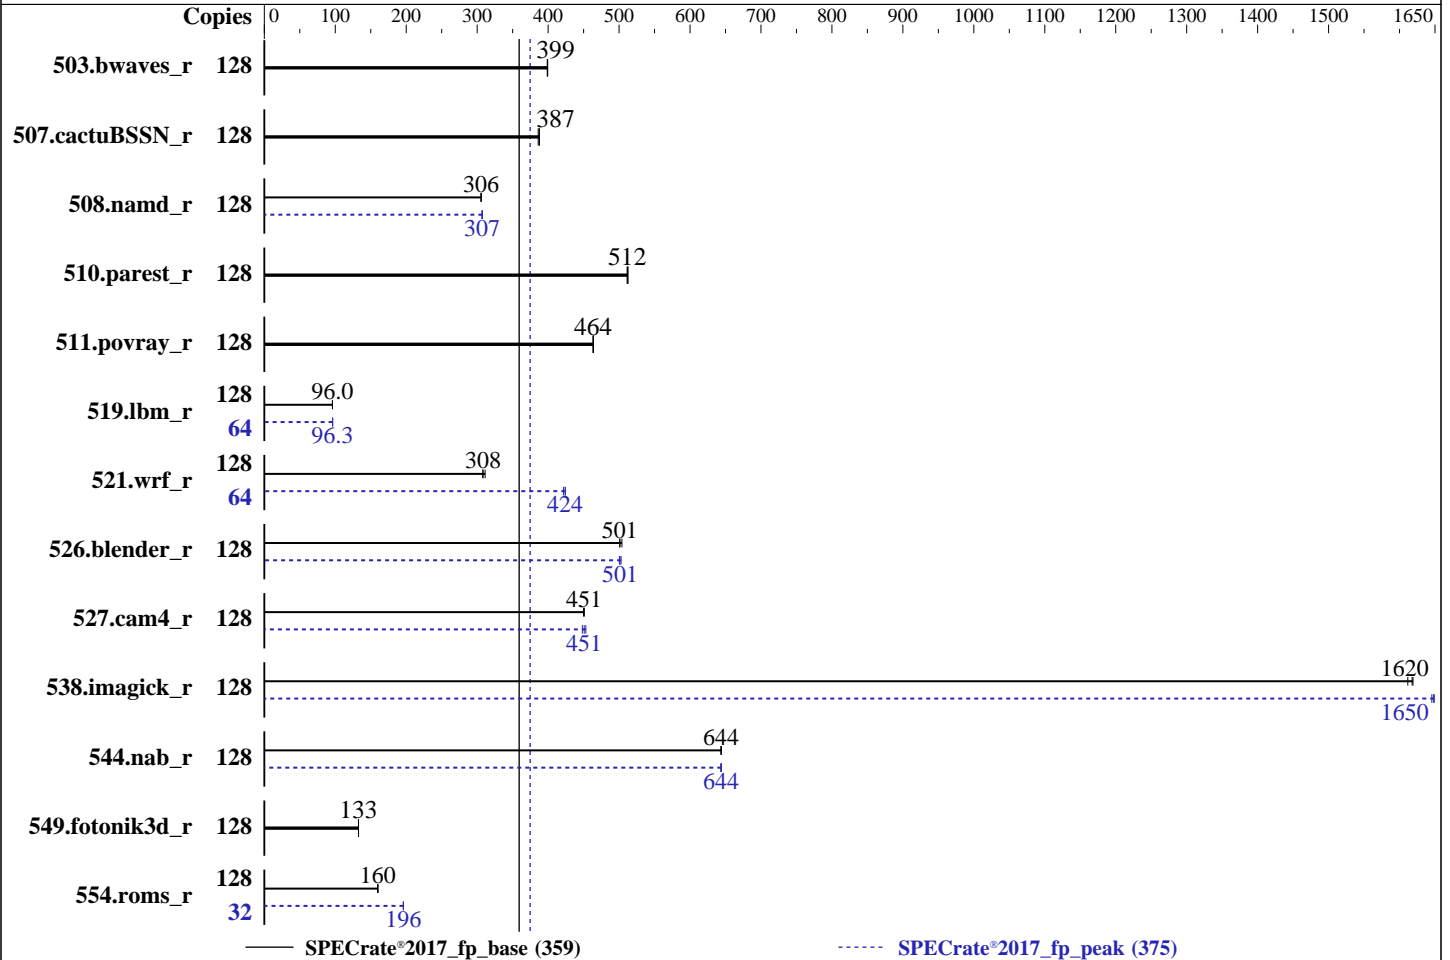 Copies 0 100 200 300 400 500 600 700 800 900 1000 1100 1200 1300 1400 1500 1650
503.bwaves_r 128 399
507.cactuBSSN_r 128 387
508.namd_r 128 306
307
510.parest_r 128 512
511.povray_r 128 464
519.lbm_r 128 96.0
64 96.3
521.wrf_r 128 308
64 424
526.blender_r 128 501
501
527.cam4_r 128 451
451
538.imagick_r 128 1620
1650
544.nab_r 128 644
644
549.fotonik3d_r 128 133
554.roms_r 128 160
32 196
SPECrate®2017_fp_base (359) SPECrate®2017_fp_peak (375)